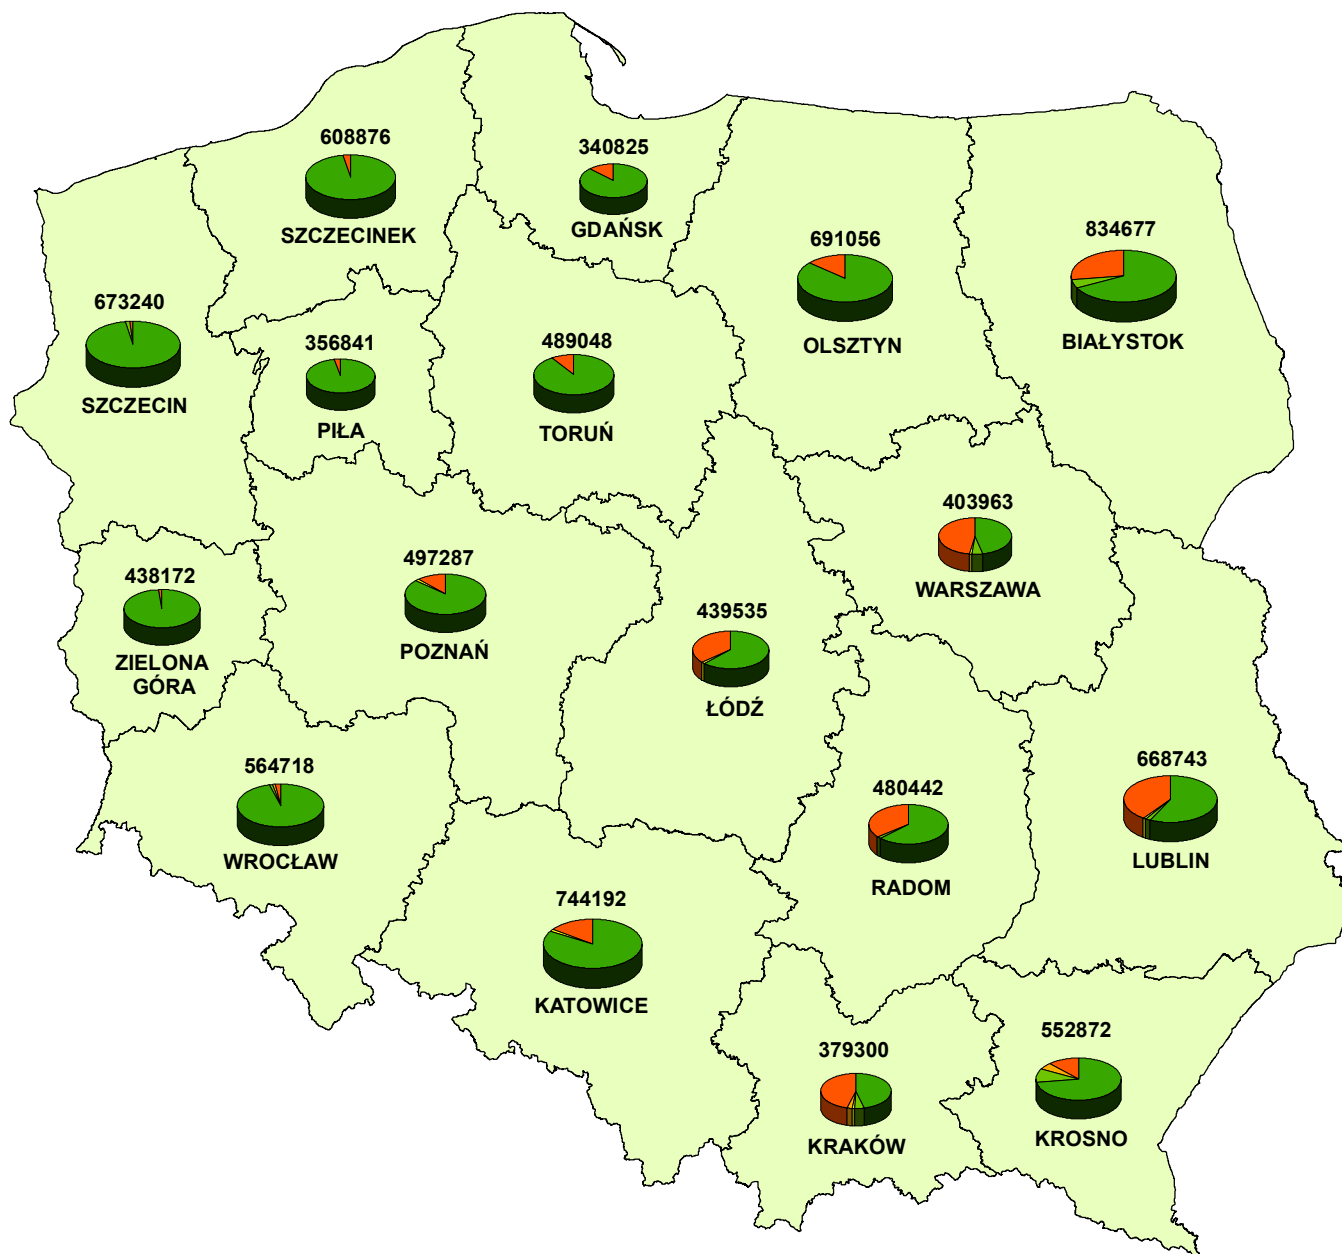 608876
SZCZECINEK
340825
GDAŃSK
691056
OLSZTYN
834677
BIAŁYSTOK
673240
SZCZECIN
356841
PIŁA
489048
TORUŃ
403963
WARSZAWA
438172
ZIELONA
GÓRA
497287
POZNAŃ
439535
ŁÓDŹ
564718
WROCŁAW
480442
RADOM
668743
LUBLIN
744192
KATOWICE
379300
KRAKÓW
552872
KROSNO